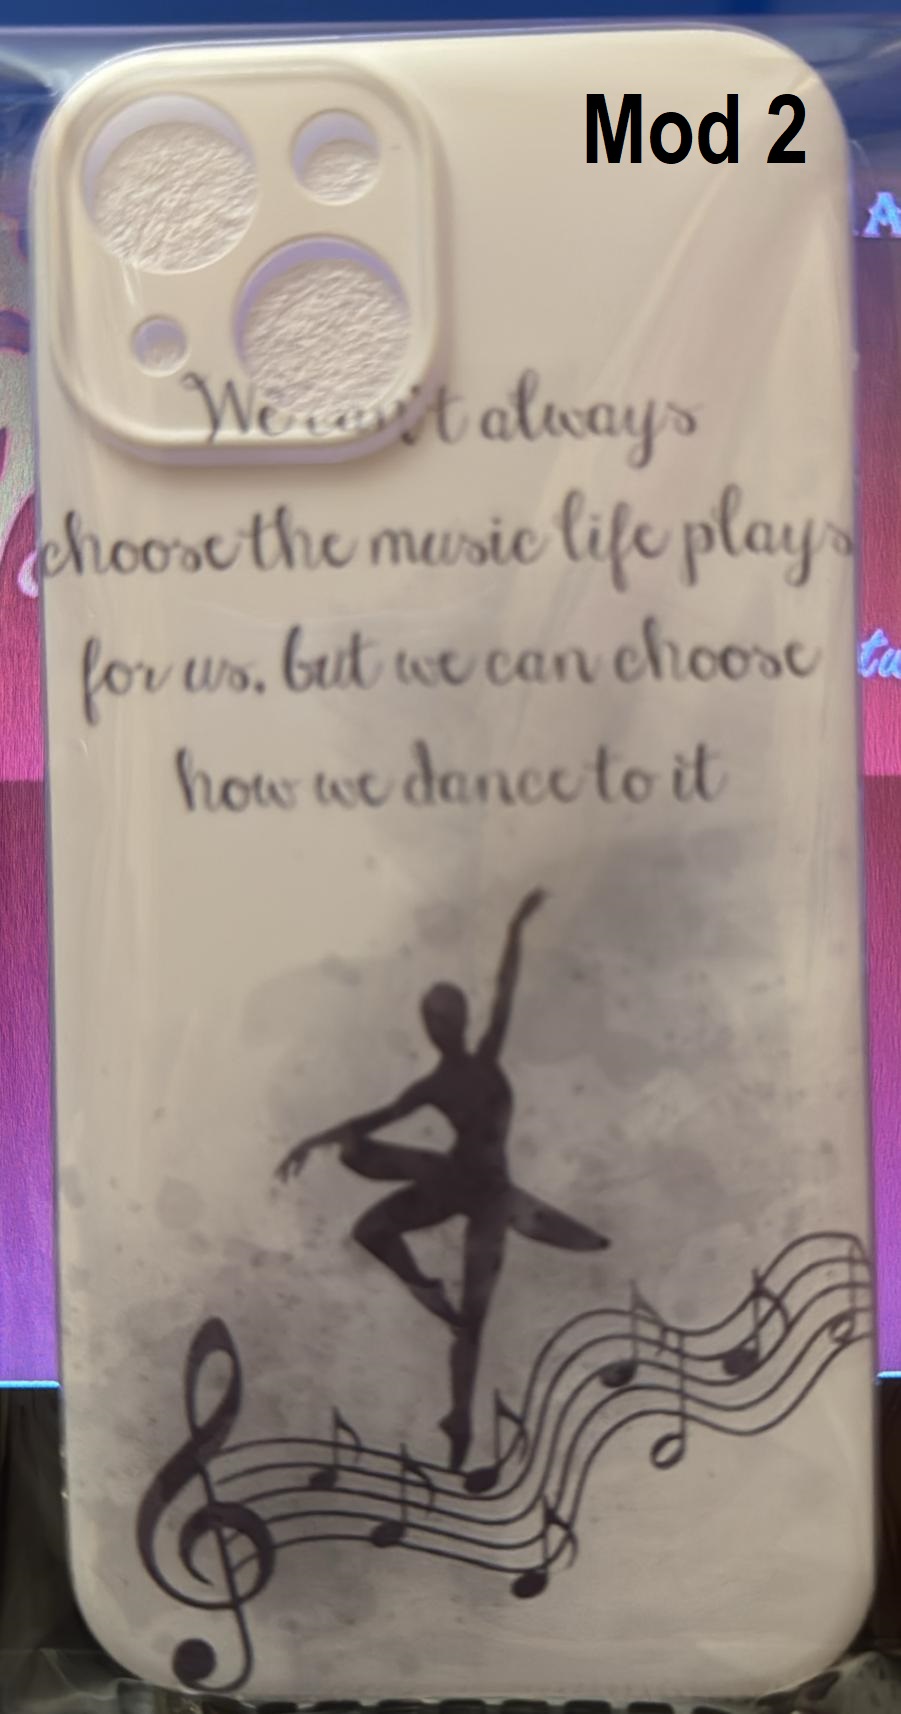 Mod 2
We can't always
choose the music life plays
for us. but we can choose
how we dance to it